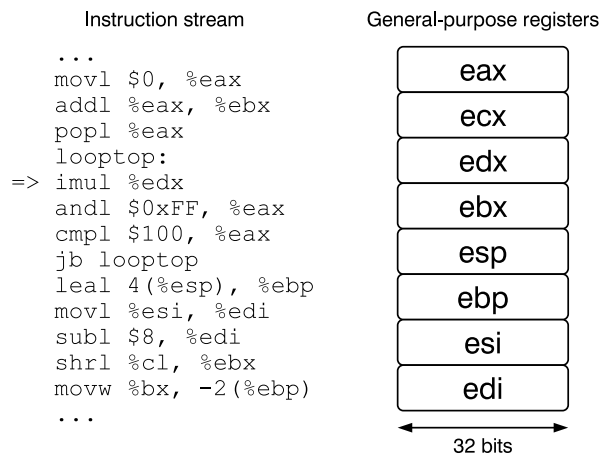 Instruction stream
...
movl $0, %eax
addl %eax, %ebx
popl %eax
looptop:
=> imul %edx
andl $0xFF, %eax
cmpl $100, %eax
jb looptop
leal 4(%esp), %ebp
movl %esi, %edi
subl $8, %edi
shrl %cl, %ebx
movw %bx, -2(%ebp)
...
General-purpose registers
eax
ecx
edx
ebx
esp
ebp
esi
edi
32 bits